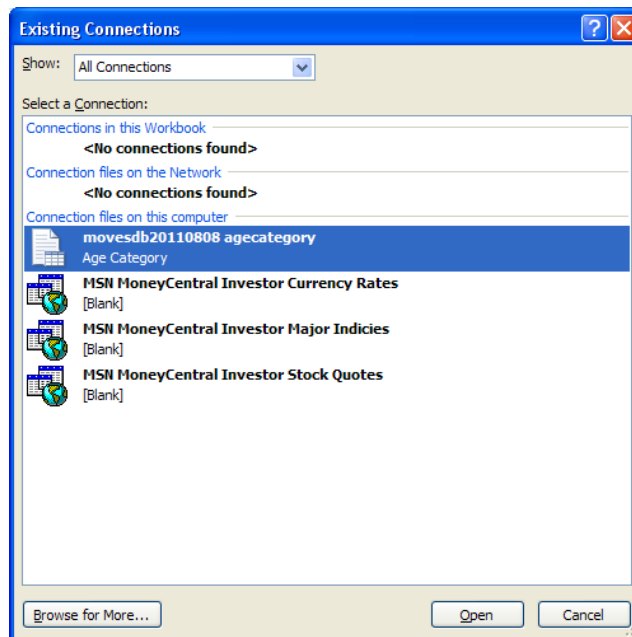 Existing Connections
Show: All Connections
Select a Connection:
Connections in this Workbook
<No connections found>
Connection files on the Network
<No connections found>
Connection files on this computer
movesdb20110808 agecategory
Age Category
MSN MoneyCentral Investor Currency Rates
[Blank]
MSN MoneyCentral Investor Major Indicies
[Blank]
MSN MoneyCentral Investor Stock Quotes
[Blank]
Browse for More... Open Cancel